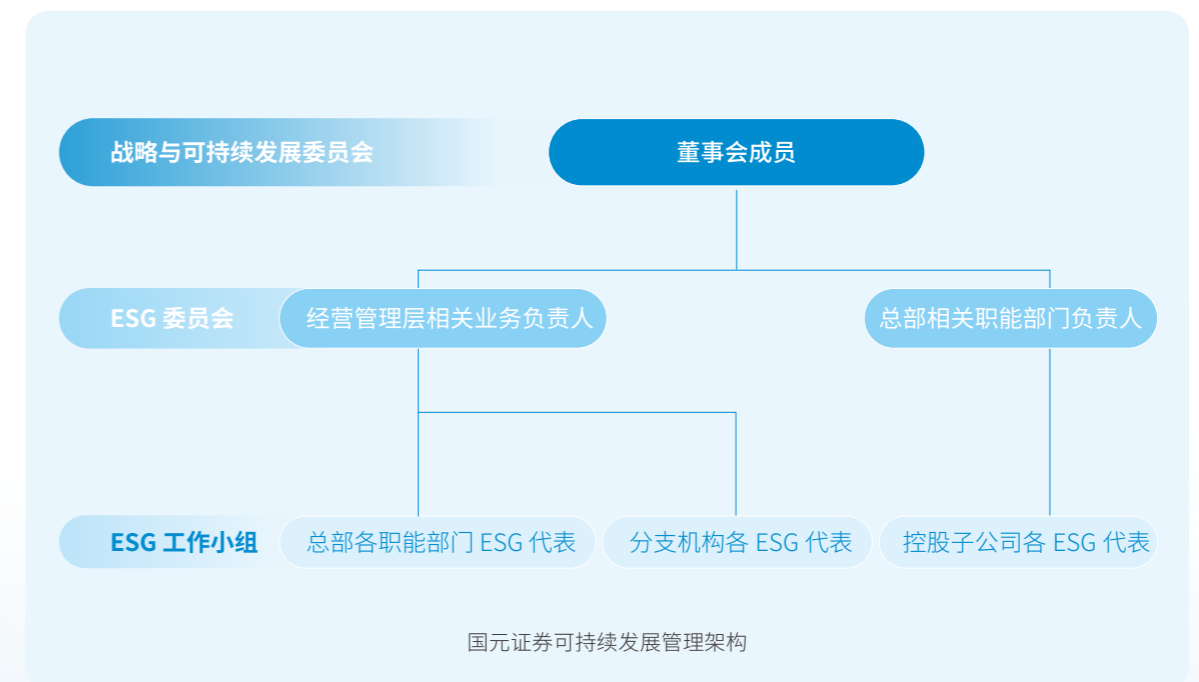 战略与可持续发展委员会
董事会成员
ESG 委员会
经营管理层相关业务负责人
总部相关职能部门负责人
ESG 工作小组
总部各职能部门 ESG 代表
分支机构各 ESG 代表
控股子公司各 ESG 代表
国元证券可持续发展管理架构